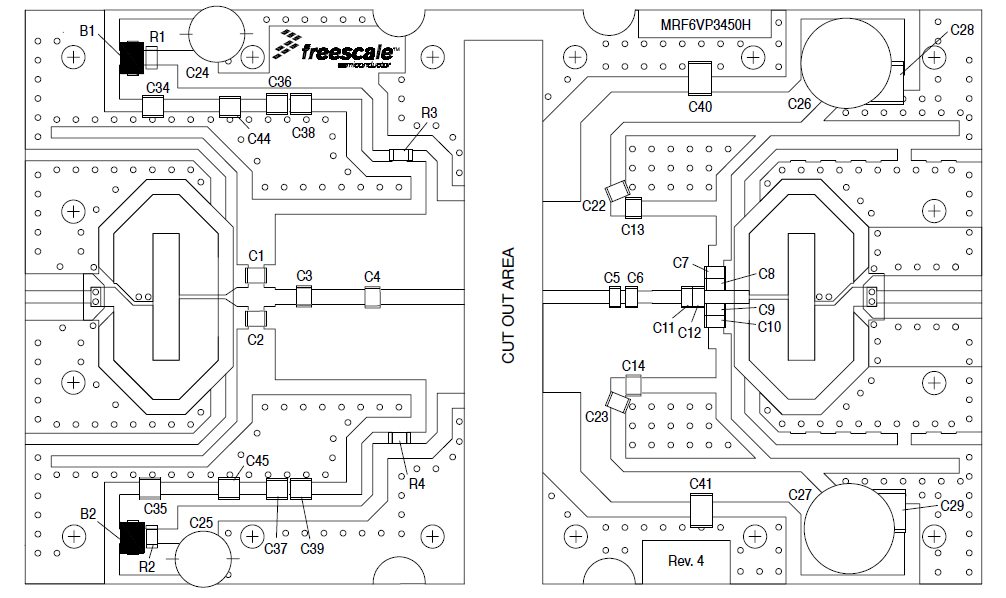 B1
R1
C24
freescale™
semiconductor
MRF6VP3450H
C28
C34
C44
C36
C38
R3
C40
C26
C22
C13
C1
C3
C4
C2
CUT OUT AREA
C5
C6
C7
C8
C9
C10
C11
C12
C14
C23
C45
R4
C35
B2
R2
C25
C37
C39
C41
C27
C29
Rev. 4